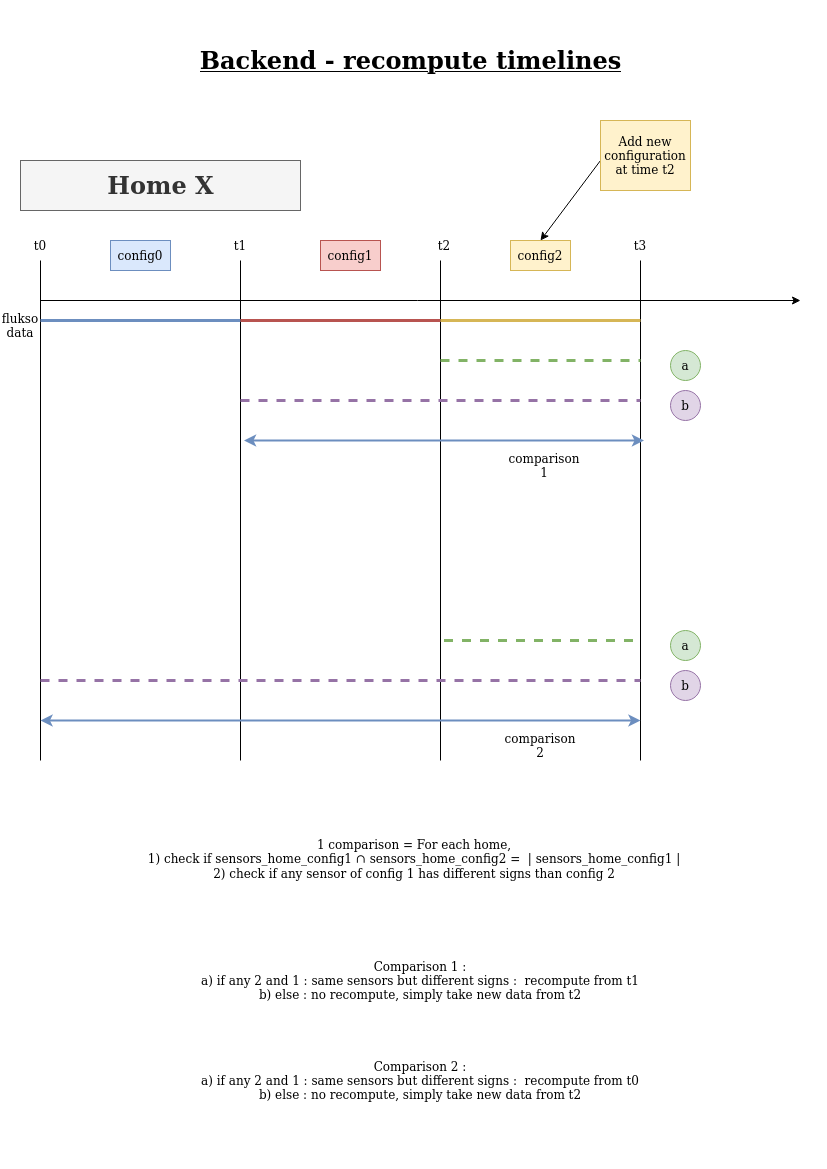 Backend - recompute timelines
Add new
configuration
at time t2
Home X
t0
config0
t1
config1
t2
config2
t3
flukso
data
a
b
comparison
1
a
b
comparison
2
1 comparison = For each home,
1) check if sensors_home_config1 ∩ sensors_home_config2 = | sensors_home_config1 |
2) check if any sensor of config 1 has different signs than config 2
Comparison 1 :
a) if any 2 and 1 : same sensors but different signs : recompute from t1
b) else : no recompute, simply take new data from t2
Comparison 2 :
a) if any 2 and 1 : same sensors but different signs : recompute from t0
b) else : no recompute, simply take new data from t2